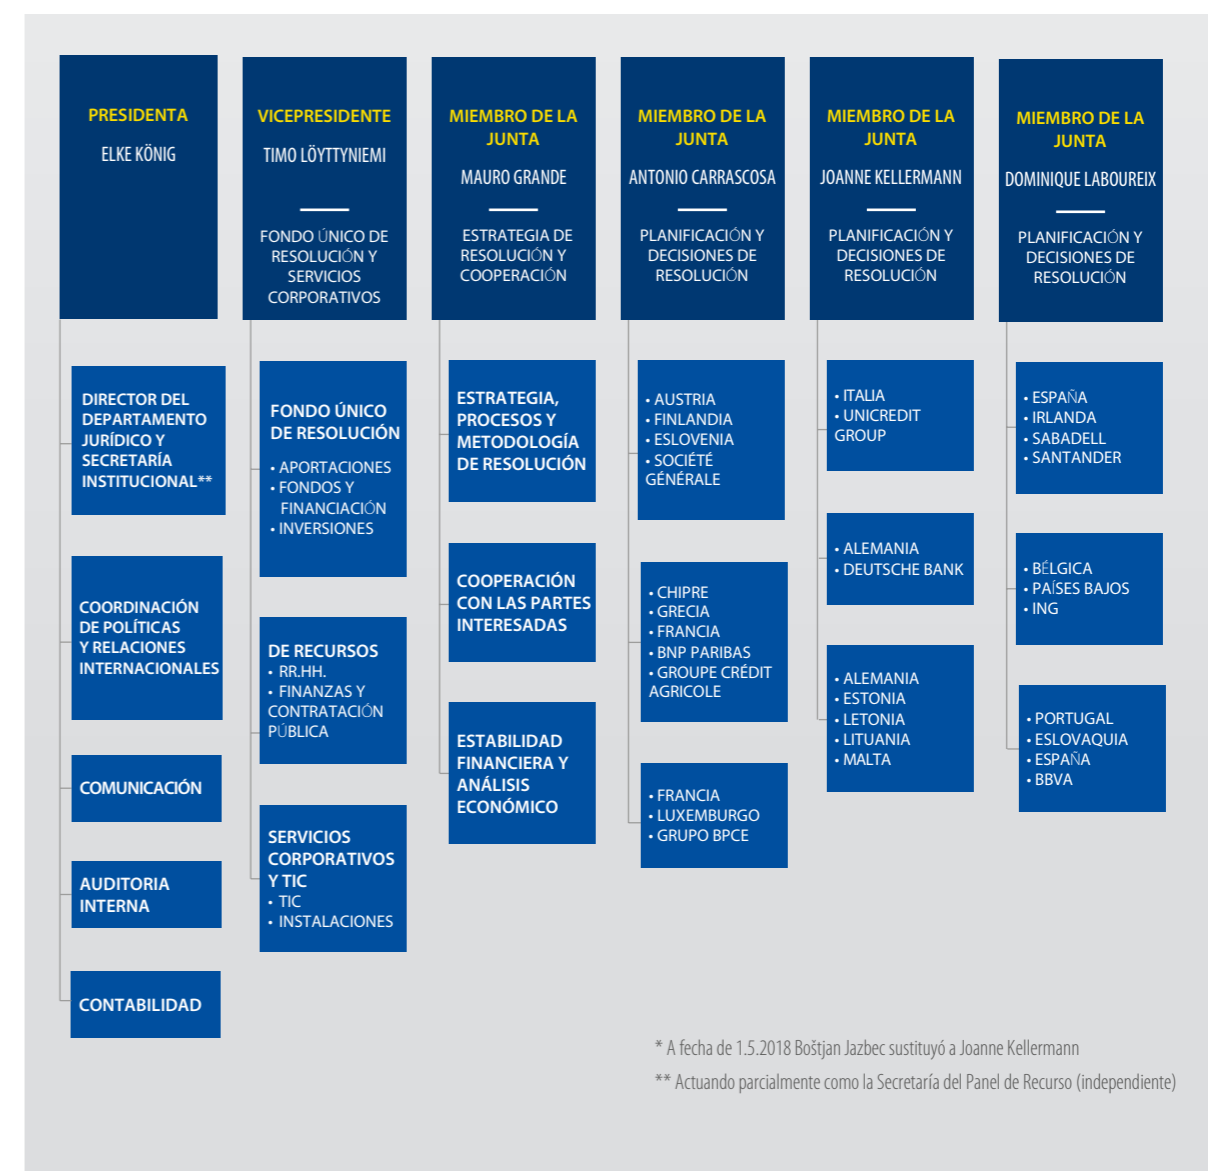 PRESIDENTA
ELKE KÖNIG
DIRECTOR DEL
DEPARTAMENTO
JURÍDICO Y
SECRETARÍA
INSTITUCIONAL**
COORDINACIÓN
DE POLÍTICAS
Y RELACIONES
INTERNACIONALES
COMUNICACIÓN
AUDITORIA
INTERNA
CONTABILIDAD
VICEPRESIDENTE
TIMO LÖYTTYNIEMI
FONDO ÚNICO DE
RESOLUCIÓN Y
SERVICIOS
CORPORATIVOS
FONDO ÚNICO
DE RESOLUCIÓN
• APORTACIONES
• FONDOS Y
FINANCIACIÓN
• INVERSIONES
DE RECURSOS
• RR.HH.
• FINANZAS Y
CONTRATACIÓN
PÚBLICA
SERVICIOS
CORPORATIVOS
Y TIC
• TIC
• INSTALACIONES
MIEMBRO DE LA
JUNTA
MAURO GRANDE
ESTRATEGIA DE
RESOLUCIÓN Y
COOPERACIÓN
ESTRATEGIA,
PROCESOS Y
METODOLOGÍA
DE RESOLUCIÓN
COOPERACIÓN
CON LAS PARTES
INTERESADAS
ESTABILIDAD
FINANCIERA Y
ANÁLISIS
ECONÓMICO
MIEMBRO DE LA
JUNTA
ANTONIO CARRASCOSA
PLANIFICACIÓN Y
DECISIONES DE
RESOLUCIÓN
• AUSTRIA
• FINLANDIA
• ESLOVENIA
• SOCIÉTÉ
GÉNÉRALE
• CHIPRE
• GRECIA
• FRANCIA
• BNP PARIBAS
• GROUPE CRÉDIT
AGRICOLE
• FRANCIA
• LUXEMBURGO
• GRUPO BPCE
MIEMBRO DE LA
JUNTA
JOANNE KELLERMANN
PLANIFICACIÓN Y
DECISIONES DE
RESOLUCIÓN
• ITALIA
• UNICREDIT
GROUP
• ALEMANIA
• DEUTSCHE BANK
• ALEMANIA
• ESTONIA
• LETONIA
• LITUANIA
• MALTA
MIEMBRO DE LA
JUNTA
DOMINIQUE LABOUREIX
PLANIFICACIÓN Y
DECISIONES DE
RESOLUCIÓN
• ESPAÑA
• IRLANDA
• SABADELL
• SANTANDER
• BÉLGICA
• PAÍSES BAJOS
• ING
• PORTUGAL
• ESLOVAQUIA
• ESPAÑA
• BBVA
* A fecha de 1.5.2018 Boštjan Jazbec sustituyó a Joanne Kellermann
** Actuando parcialmente como la Secretaría del Panel de Recurso (independiente)